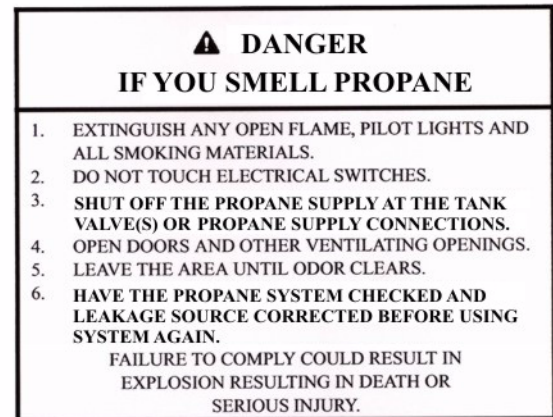 DANGER
IF YOU SMELL PROPANE
1. EXTINGUISH ANY OPEN FLAME, PILOT LIGHTS AND
ALL SMOKING MATERIALS.
2. DO NOT TOUCH ELECTRICAL SWITCHES.
3. SHUT OFF THE PROPANE SUPPLY AT THE TANK
VALVE(S) OR PROPANE SUPPLY CONNECTIONS.
4. OPEN DOORS AND OTHER VENTILATING OPENINGS.
5. LEAVE THE AREA UNTIL ODOR CLEARS.
6. HAVE THE PROPANE SYSTEM CHECKED AND
LEAKAGE SOURCE CORRECTED BEFORE USING
SYSTEM AGAIN.
FAILURE TO COMPLY COULD RESULT IN
EXPLOSION RESULTING IN DEATH OR
SERIOUS INJURY.